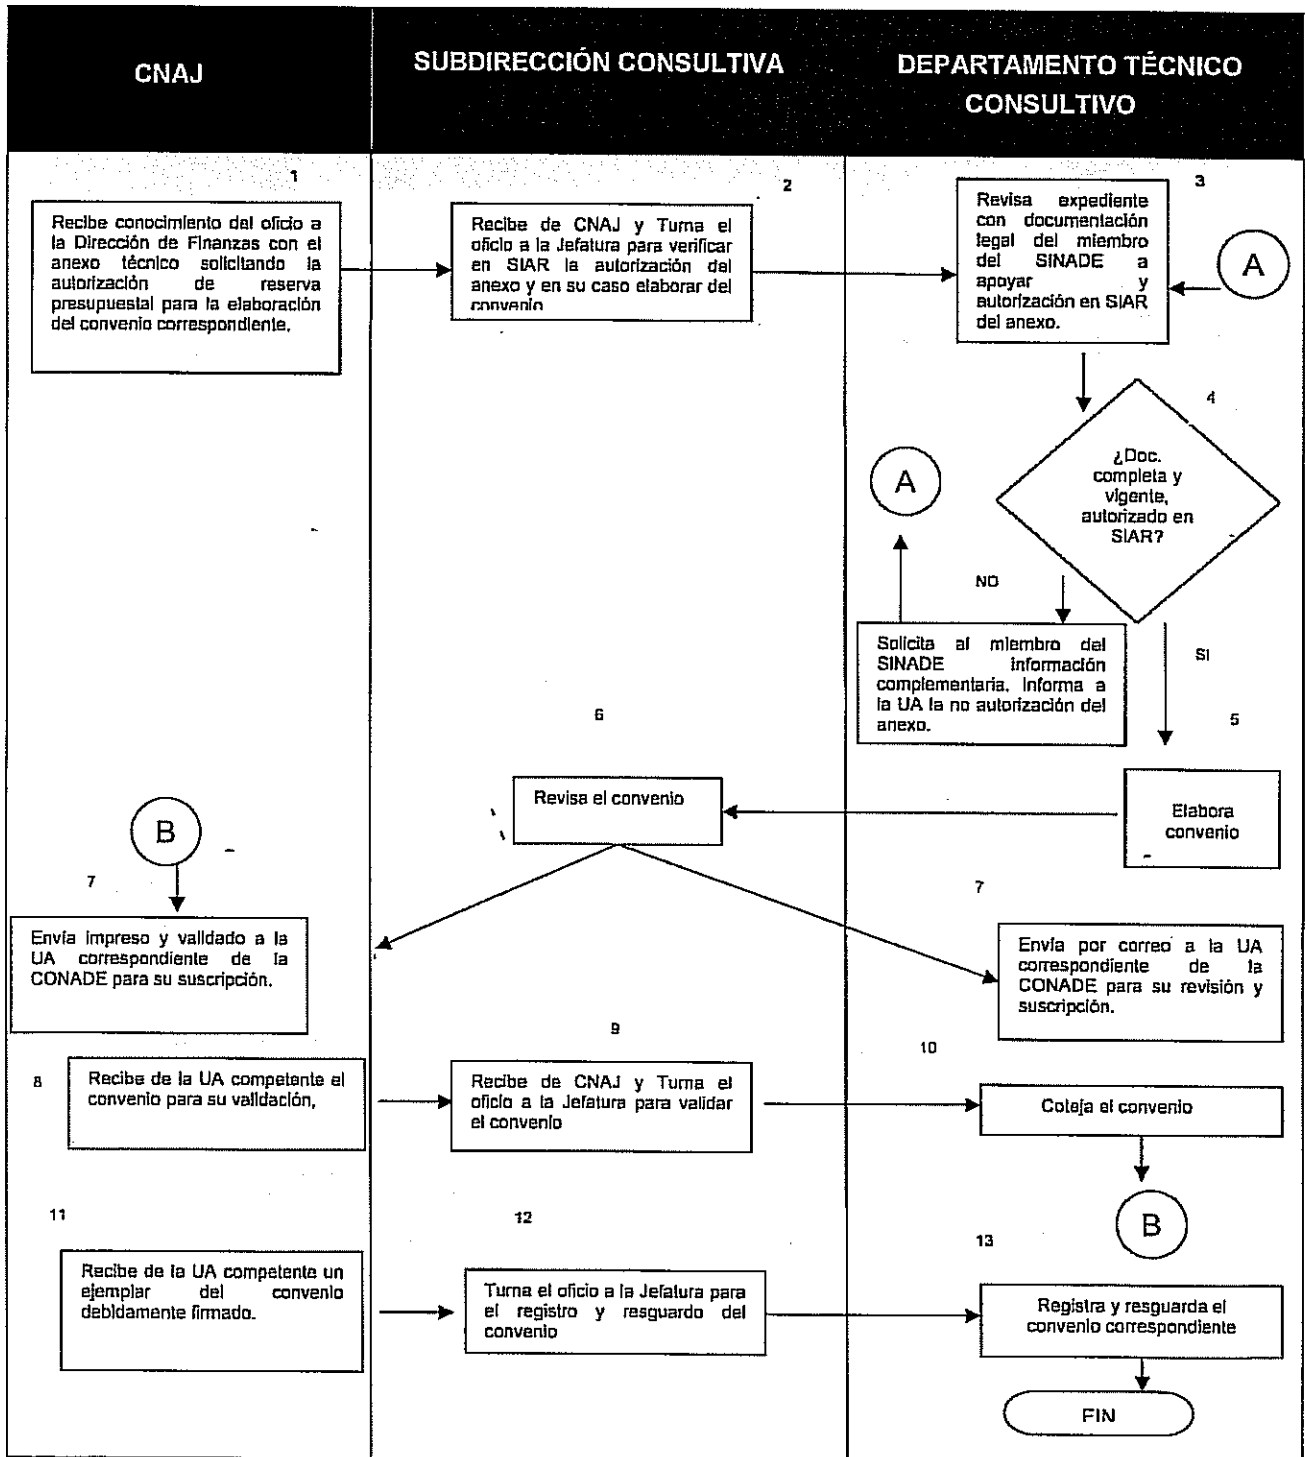 CNAJ
SUBDIRECCIÓN CONSULTIVA
DEPARTAMENTO TÉCNICO
CONSULTIVO
1
Recibe conocimiento del oficio a
la Dirección de Finanzas con el
anexo técnico solicitando la
autorización de reserva
presupuestal para la elaboración
del convenio correspondiente.
2
Recibe de CNAJ y Turna el
oficio a la Jefatura para verificar
en SIAR la autorización del
anexo y en su caso elaborar del
convenio
3
Revisa expediente
con documentación
legal del miembro
del SINADE a
apoyar y
autorización en SIAR
del anexo.
A
4
¿Doc.
completa y
vigente,
autorizado en
SIAR?
A
NO
Solicita al miembro del
SINADE información
complementaria. Informa a
la UA la no autorización del
anexo.
SI
5
Elabora
convenio
6
Revisa el convenio
B
7
Envía impreso y validado a la
UA correspondiente de la
CONADE para su suscripción.
7
Envía por correo a la UA
correspondiente de la
CONADE para su revisión y
suscripción.
8
Recibe de la UA competente el
convenio para su validación,
9
Recibe de CNAJ y Turna el
oficio a la Jefatura para validar
el convenio
10
Coteja el convenio
B
11
Recibe de la UA competente un
ejemplar del convenio
debidamente firmado.
12
Turna el oficio a la Jefatura para
el registro y resguardo del
convenio
13
Registra y resguarda el
convenio correspondiente
FIN